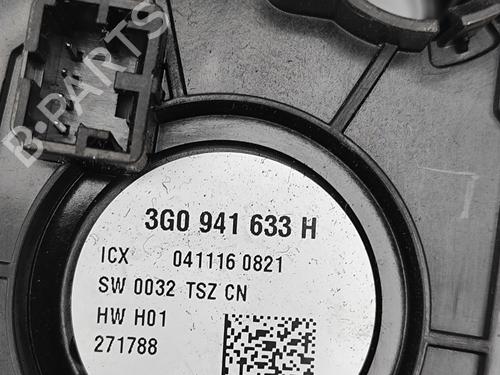 B-PARTS
3G0 941 633 H
ICX 041116 0821
SW 0032 TSZ CN
HW H01
271788